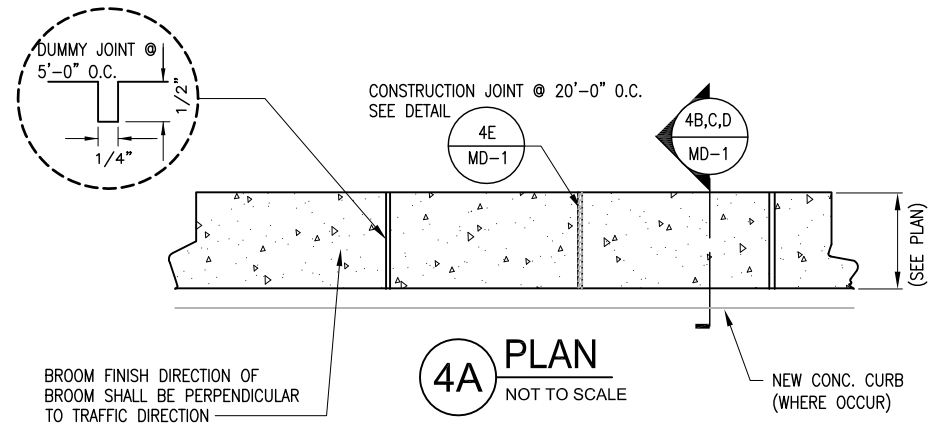 DUMMY JOINT @
5'-0" O.C.
1/2"
1/4"
CONSTRUCTION JOINT @ 20'-0" O.C.
SEE DETAIL
4E
MD-1
4B,C,D
MD-1
(SEE PLAN)
BROOM FINISH DIRECTION OF
BROOM SHALL BE PERPENDICULAR
TO TRAFFIC DIRECTION
4A
PLAN
NOT TO SCALE
NEW CONC. CURB
(WHERE OCCUR)